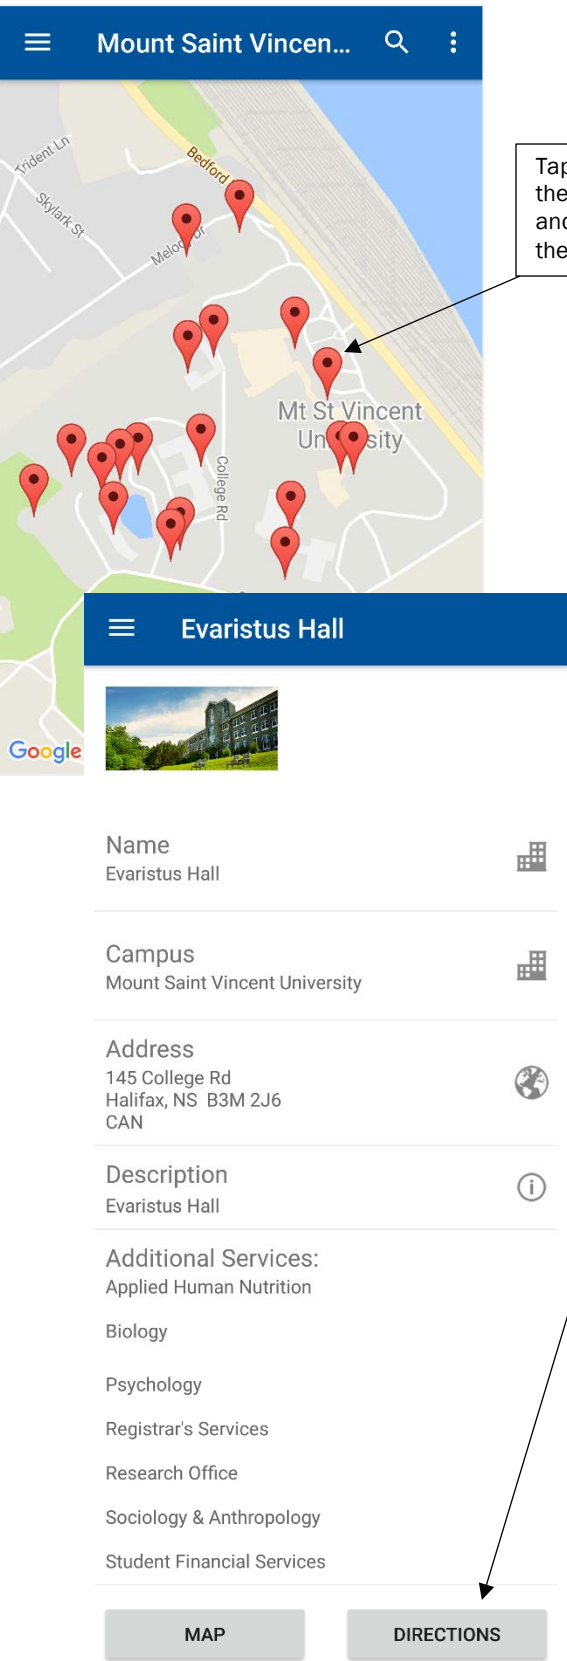 Mount Saint Vincen...
Trident Ln
Skylark St
Bedford
Tap
the
and
the
Mt St Vincent
College Rd
Google
Evaristus Hall
Name
Evaristus Hall
Campus
Mount Saint Vincent University
Address
145 College Rd
Halifax, NS B3M 2J6
CAN
Description
Evaristus Hall
Additional Services:
Applied Human Nutrition
Biology
Psychology
Registrar's Services
Research Office
Sociology & Anthropology
Student Financial Services
MAP
DIRECTIONS